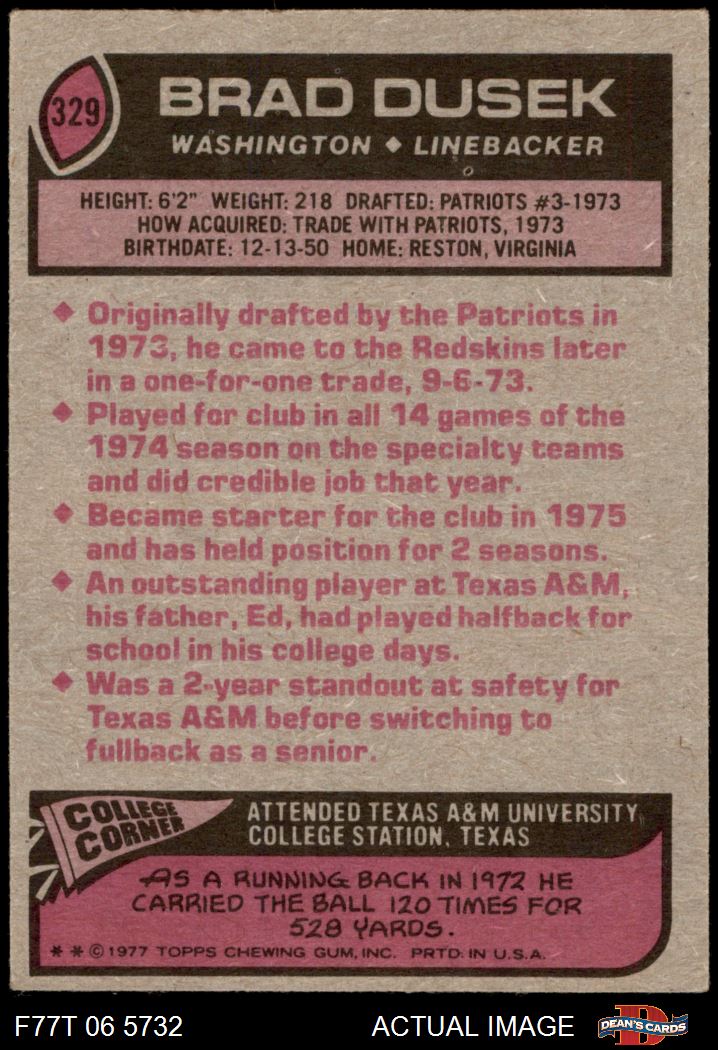 329
BRAD DUSEK
WASHINGTON ◆ LINEBACKER
HEIGHT: 6'2" WEIGHT: 218 DRAFTED: PATRIOTS #3-1973
HOW ACQUIRED: TRADE WITH PATRIOTS, 1973
BIRTHDATE: 12-13-50 HOME: RESTON, VIRGINIA
◆ Originally drafted by the Patriots in
1973, he came to the Redskins later
in a one-for-one trade, 9-6-73.
◆ Played for club in all 14 games of the
1974 season on the specialty teams
and did credible job that year.
◆ Became starter for the club in 1975
and has held position for 2 seasons.
◆ An outstanding player at Texas A&M,
his father, Ed, had played halfback for
school in his college days.
◆ Was a 2-year standout at safety for
Texas A&M before switching to
fullback as a senior.
COLLEGE
CORNER
ATTENDED TEXAS A&M UNIVERSITY,
COLLEGE STATION, TEXAS
AS A RUNNING BACK IN 1972 HE
CARRIED THE BALL 120 TIMES FOR
528 YARDS.
* * © 1977 TOPPS CHEWING GUM, INC. PRTD. IN U.S.A.
F77T 06 5732
ACTUAL IMAGE
D
DEAN'S CARDS